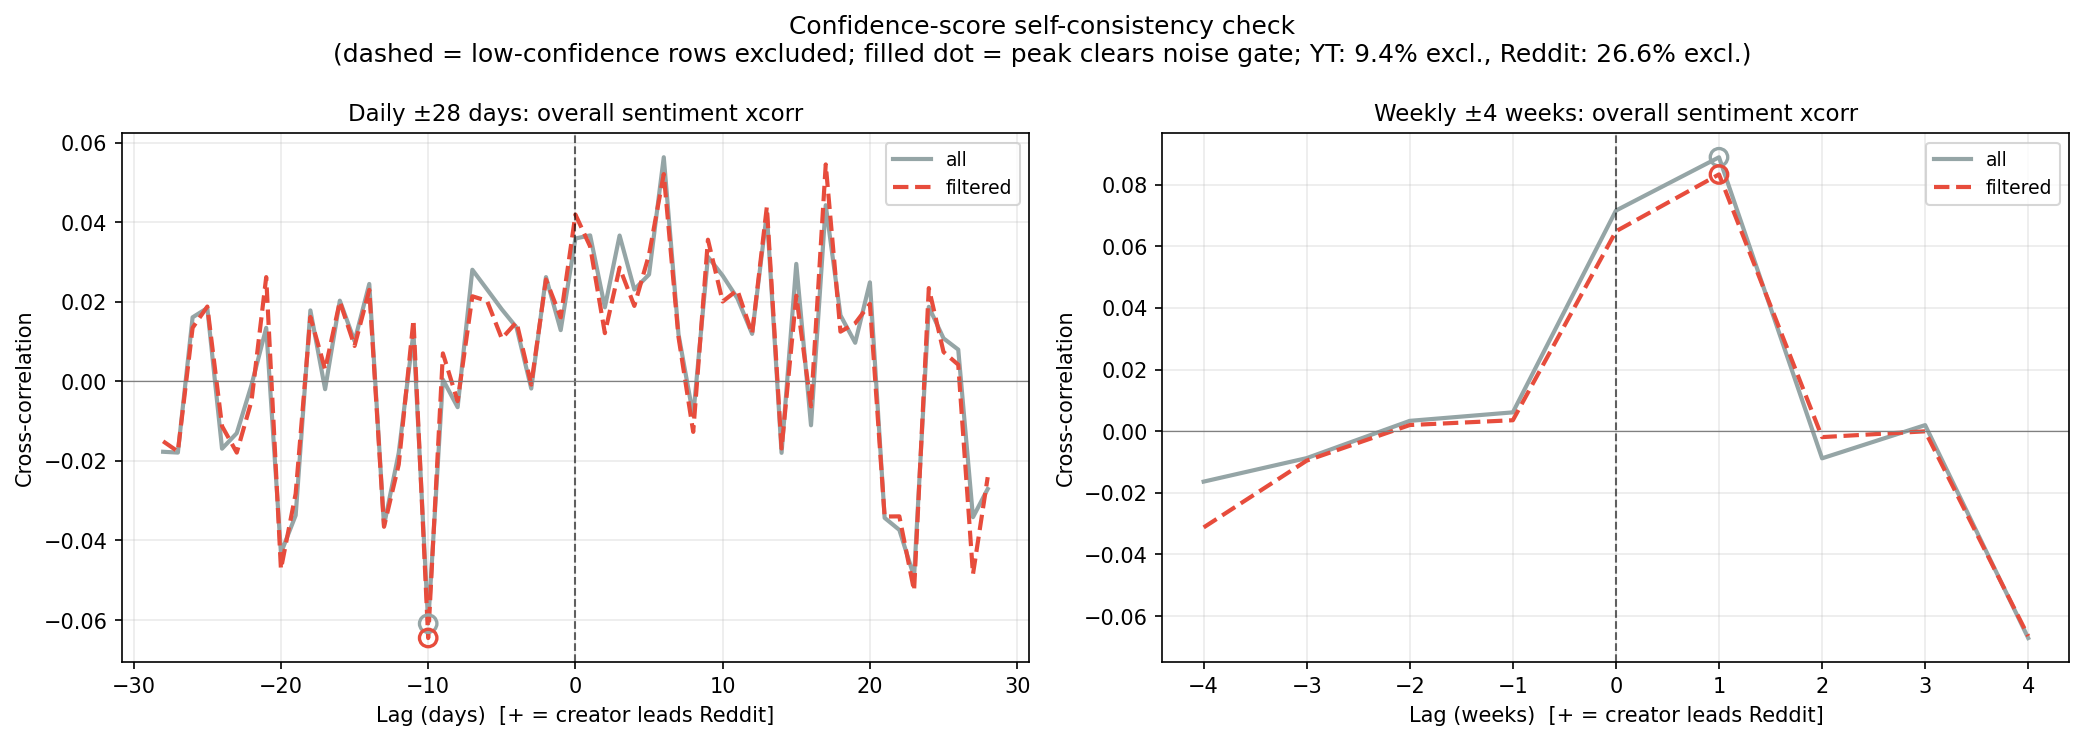 Confidence-score self-consistency check
(dashed = low-confidence rows excluded; filled dot = peak clears noise gate; YT: 9.4% excl., Reddit: 26.6% excl.)
Daily ±28 days: overall sentiment xcorr
Cross-correlation
0.06
0.04
0.02
0.00
−0.02
−0.04
−0.06
all
filtered
−30
−20
−10
0
10
20
30
Lag (days)  [+ = creator leads Reddit]
Weekly ±4 weeks: overall sentiment xcorr
Cross-correlation
0.08
0.06
0.04
0.02
0.00
−0.02
−0.04
−0.06
all
filtered
−4
−3
−2
−1
0
1
2
3
4
Lag (weeks)  [+ = creator leads Reddit]